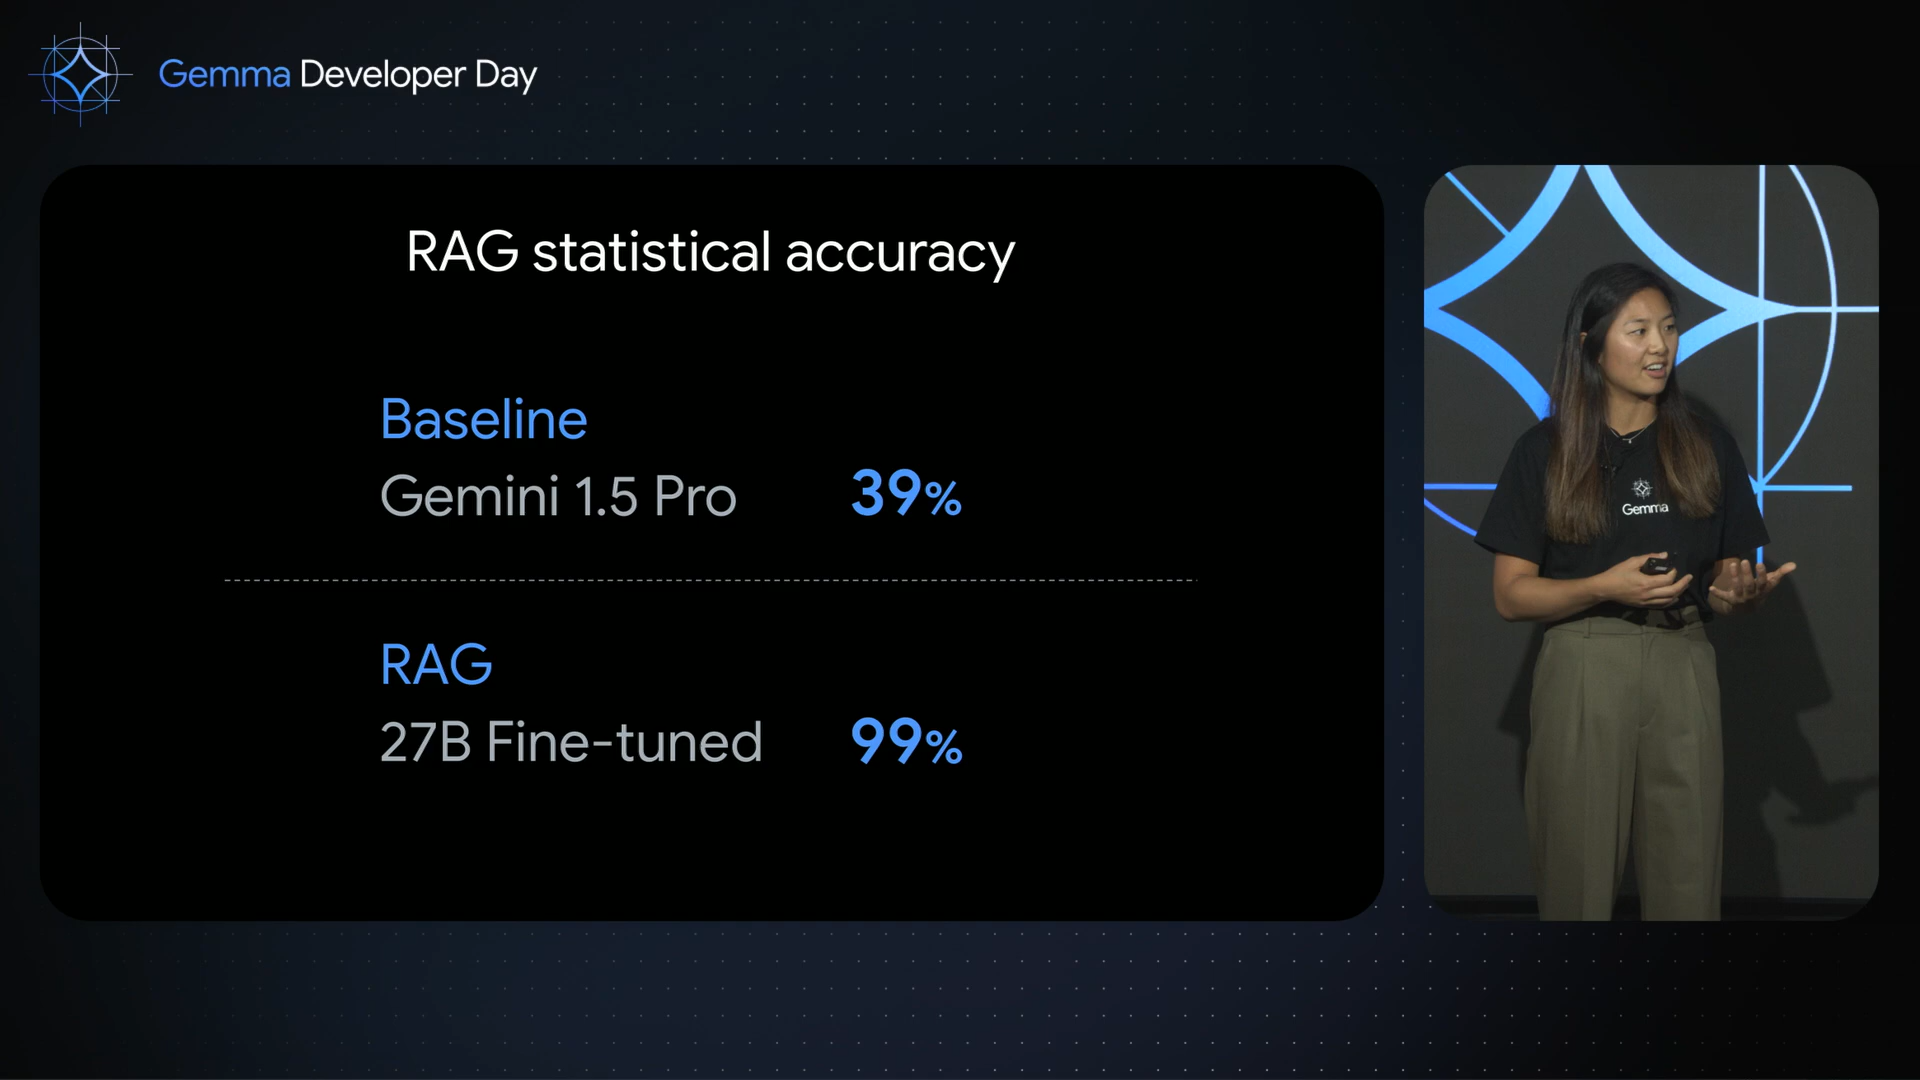 Gemma Developer Day
RAG statistical accuracy
Baseline
Gemini 1.5 Pro 39%
RAG
27B Fine-tuned 99%
Gemma